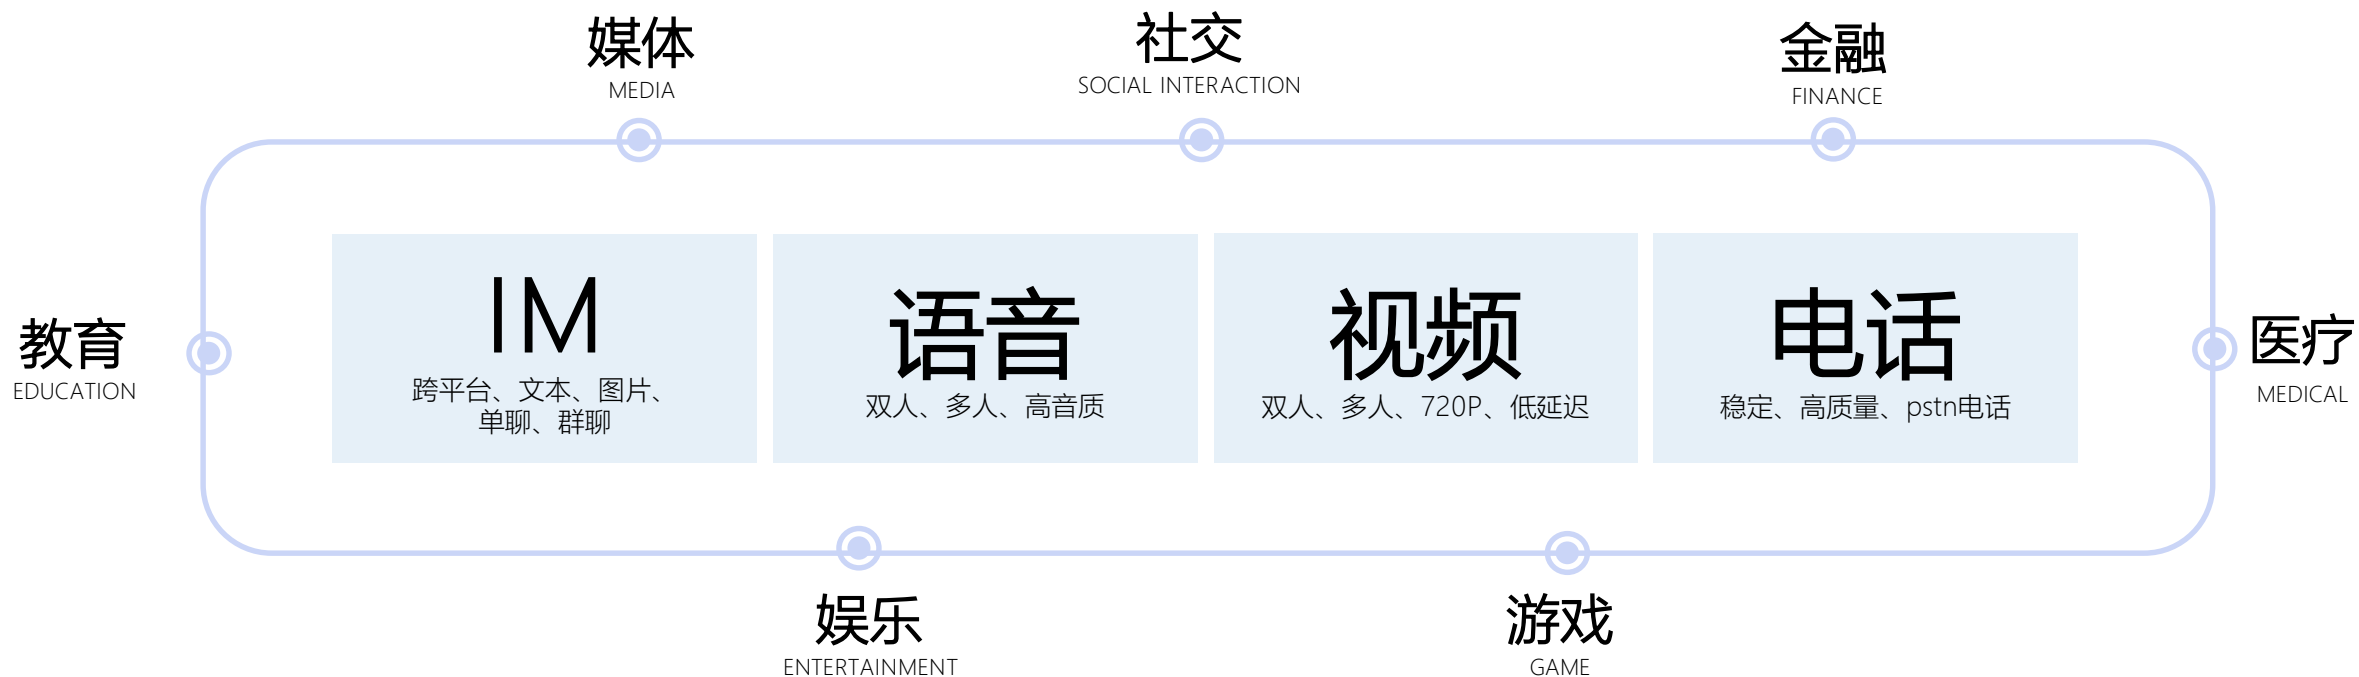 媒体
MEDIA
社交
SOCIAL INTERACTION
金融
FINANCE
教育
EDUCATION
IM
跨平台、文本、图片、
单聊、群聊
语音
双人、多人、高音质
视频
双人、多人、720P、低延迟
电话
稳定、高质量、pstn电话
医疗
MEDICAL
娱乐
ENTERTAINMENT
游戏
GAME